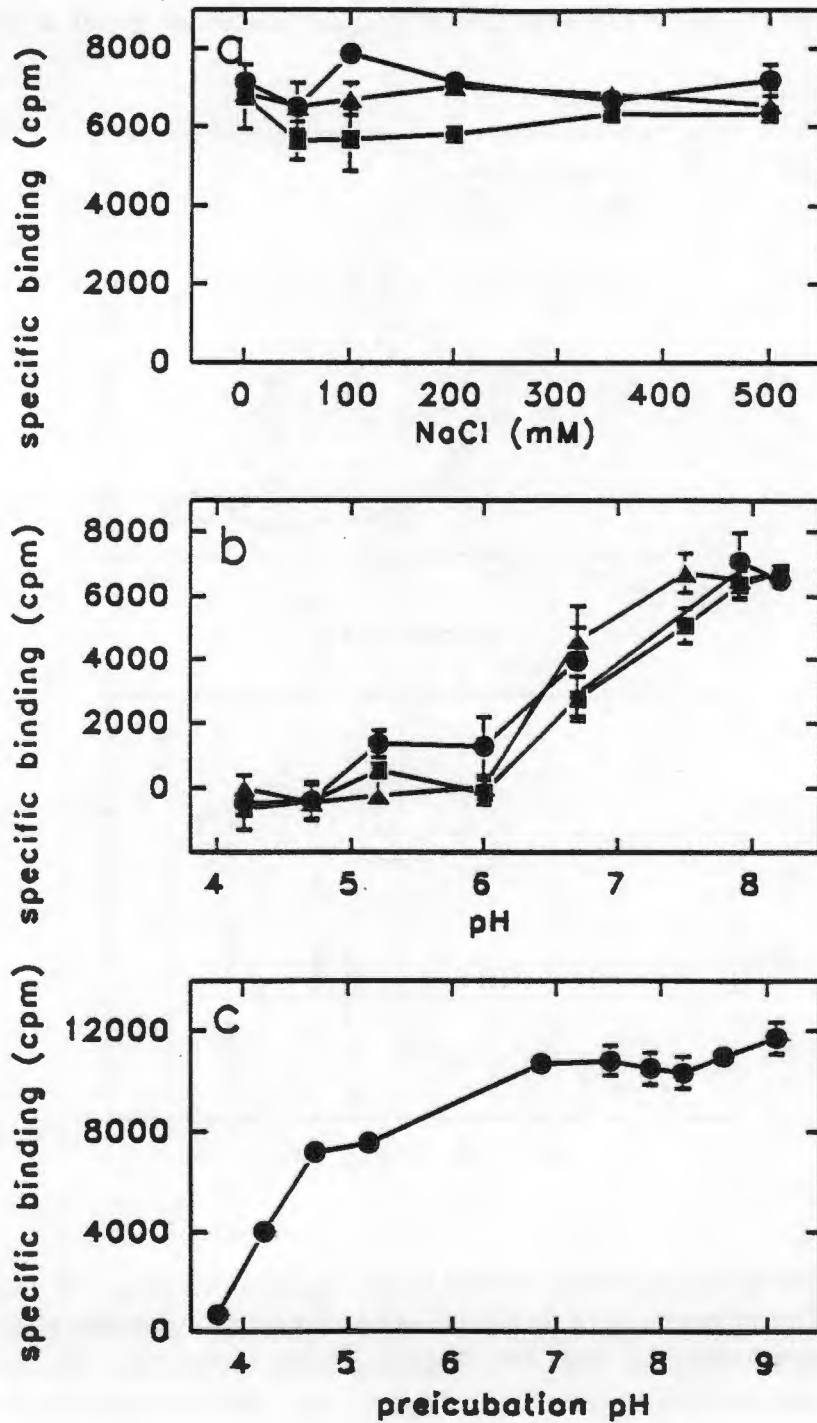 a
specific binding (cpm)
8000
6000
4000
2000
0
0 100 200 300 400 500
NaCl (mM)
b
specific binding (cpm)
8000
6000
4000
2000
0
4 5 6 7 8
pH
c
specific binding (cpm)
12000
8000
4000
0
4 5 6 7 8 9
preicubation pH